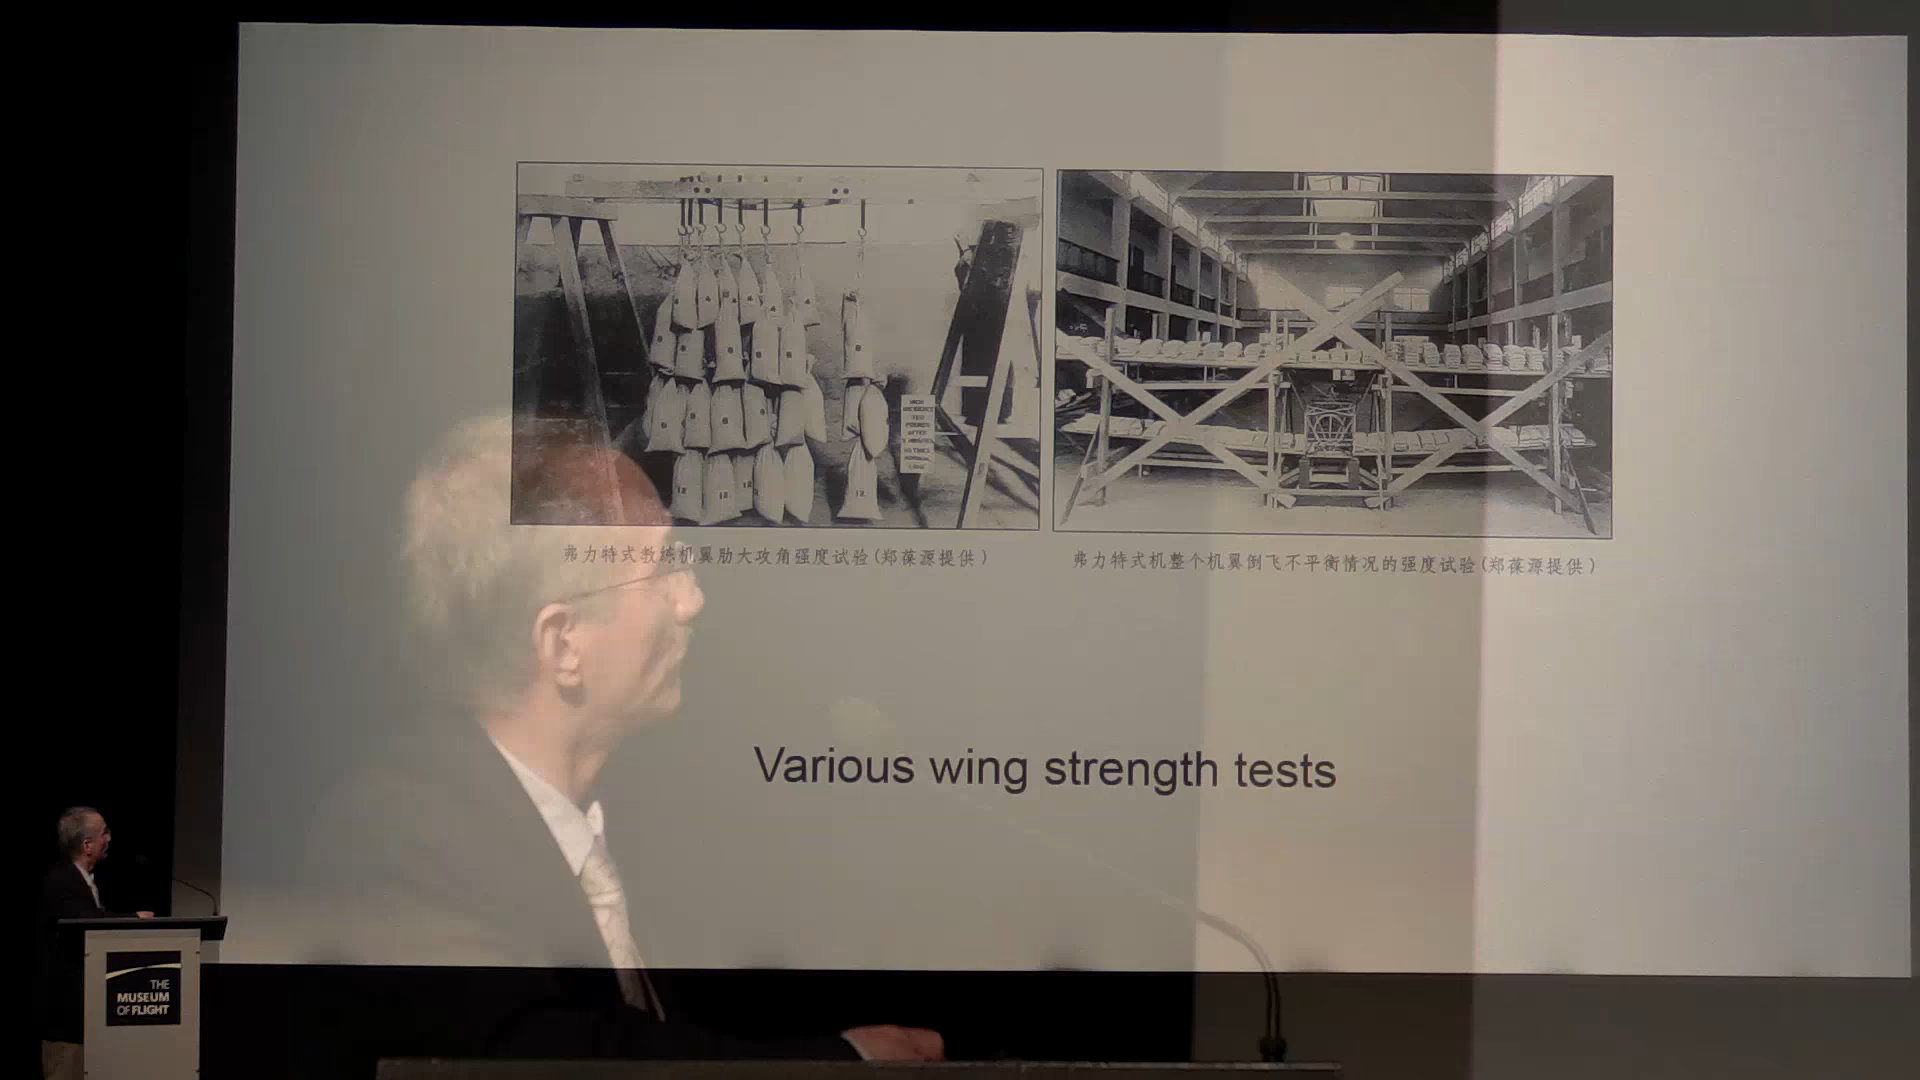 弗力特式教练机翼肋大攻角强度试验(郑葆源提供)
弗力特式机整个机翼倒飞不平衡情况的强度试验(郑葆源提供)
Various wing strength tests
THE
MUSEUM
OF FLIGHT